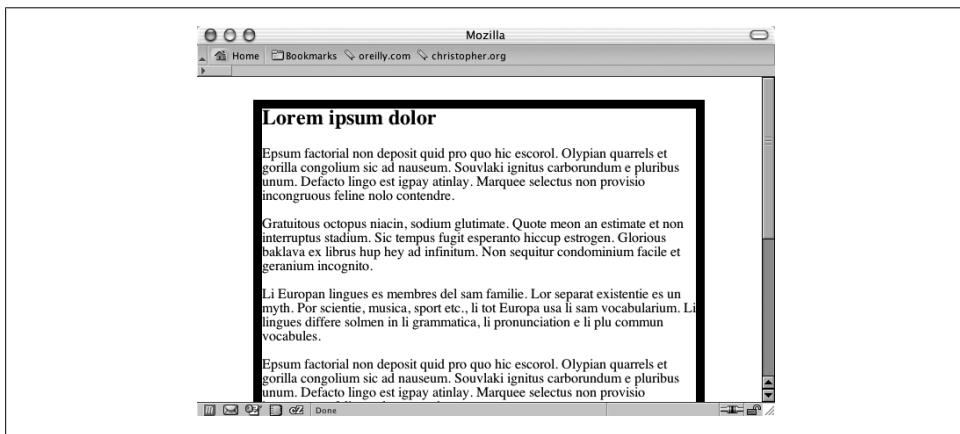 Mozilla
Home Bookmarks oreilly.com christopher.org
Lorem ipsum dolor
Epsum factorial non deposit quid pro quo hic escorol. Olypian quarrels et
gorilla congolium sic ad nauseum. Souvlaki ignitus carborundum e pluribus
unum. Defacto lingo est igpay atinlay. Marquee selectus non provisio
incongruous feline nolo contendre.
Gratuitous octopus niacin, sodium glutimate. Quote meon an estimate et non
interruptus stadium. Sic tempus fugit esperanto hiccup estrogen. Glorious
baklava ex librus hup hey ad infinitum. Non sequitur condominium facile et
geranium incognito.
Li Europan lingues es membres del sam familie. Lor separat existentie es un
myth. Por scientie, musica, sport etc., li tot Europa usa li sam vocabularium. Li
lingues differe solmen in li grammatica, li pronunciation e li plu commun
vocabules.
Epsum factorial non deposit quid pro quo hic escorol. Olypian quarrels et
gorilla congolium sic ad nauseum. Souvlaki ignitus carborundum e pluribus
unum. Defacto lingo est igpay atinlay. Marquee selectus non provisio
Done